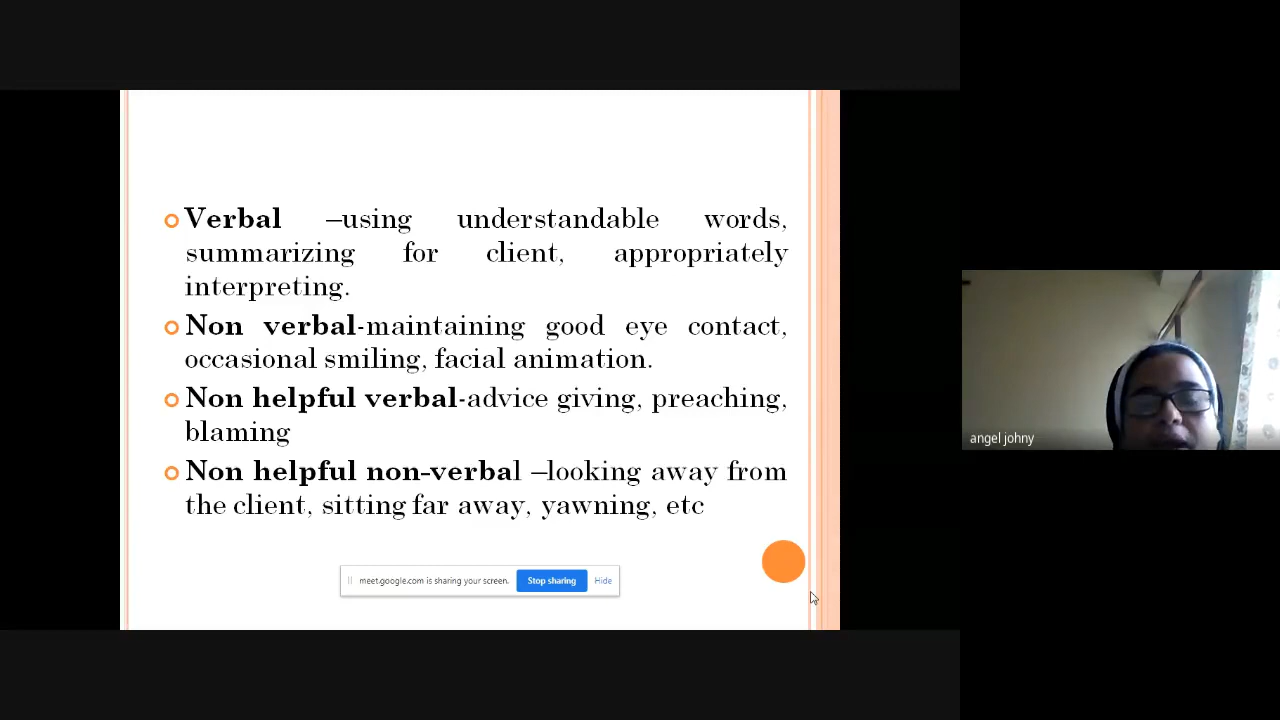 Verbal –using understandable words,
summarizing for client, appropriately
interpreting.
Non verbal-maintaining good eye contact,
occasional smiling, facial animation.
Non helpful verbal-advice giving, preaching,
blaming
Non helpful non-verbal –looking away from
the client, sitting far away, yawning, etc
meet.google.com is sharing your screen. Stop sharing Hide
angel johny